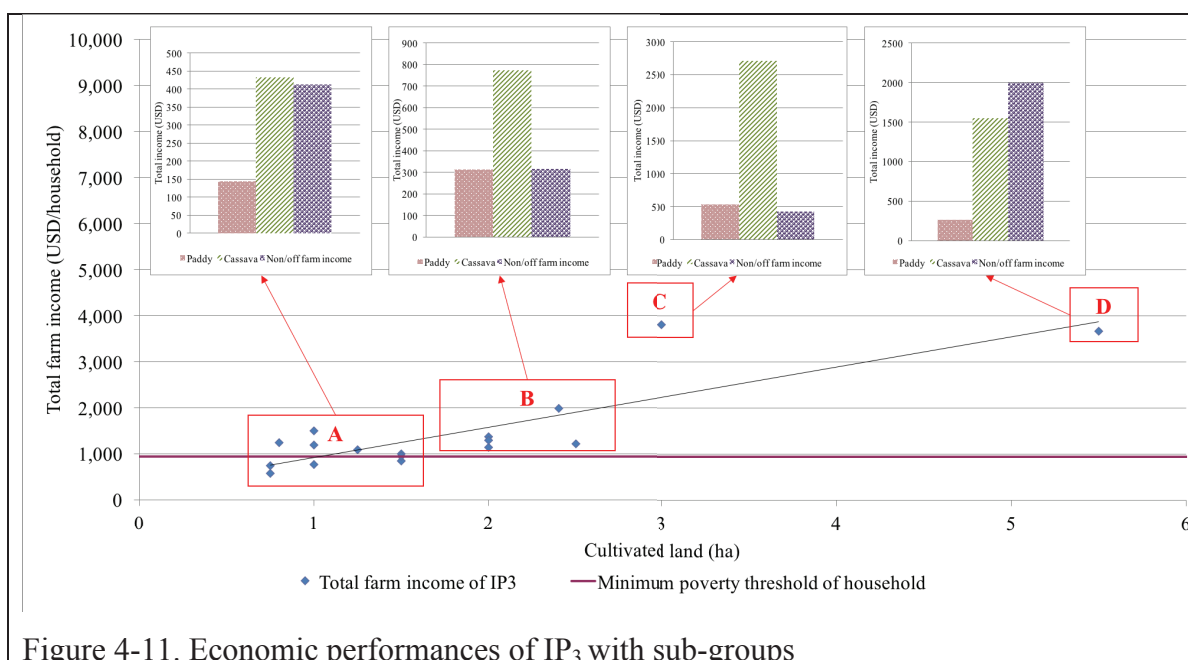 10,000
9,000
8,000
7,000
6,000
5,000
4,000
3,000
2,000
1,000
0
Total farm income (USD/household)
0 1 2 3 4 5 6
Cultivated land (ha)
500
450
400
350
300
250
200
150
100
50
0
Total income (USD)
Paddy Cassava Non/off farm income
900
800
700
600
500
400
300
200
100
0
Total income (USD)
Paddy Cassava Non/off farm income
3000
2500
2000
1500
1000
500
0
Total income (USD)
Paddy Cassava Non/off farm income
2500
2000
1500
1000
500
0
Total income (USD)
Paddy Cassava Non/off farm income
A
B
C
D
Total farm income of IP3 Minimum poverty threshold of household
Figure 4-11. Economic performances of IP3 with sub-groups